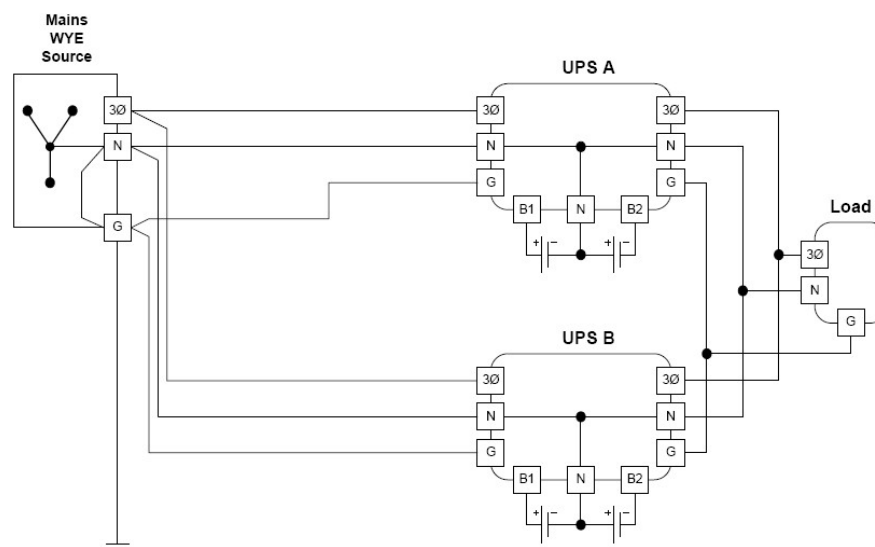 Mains
WYE
Source
UPS A
3Ø
3Ø
3Ø
N
N
N
G
G
B1
N
B2
Load
G
+
−
+
−
3Ø
N
UPS B
G
3Ø
3Ø
N
N
G
G
B1
N
B2
+
−
+
−